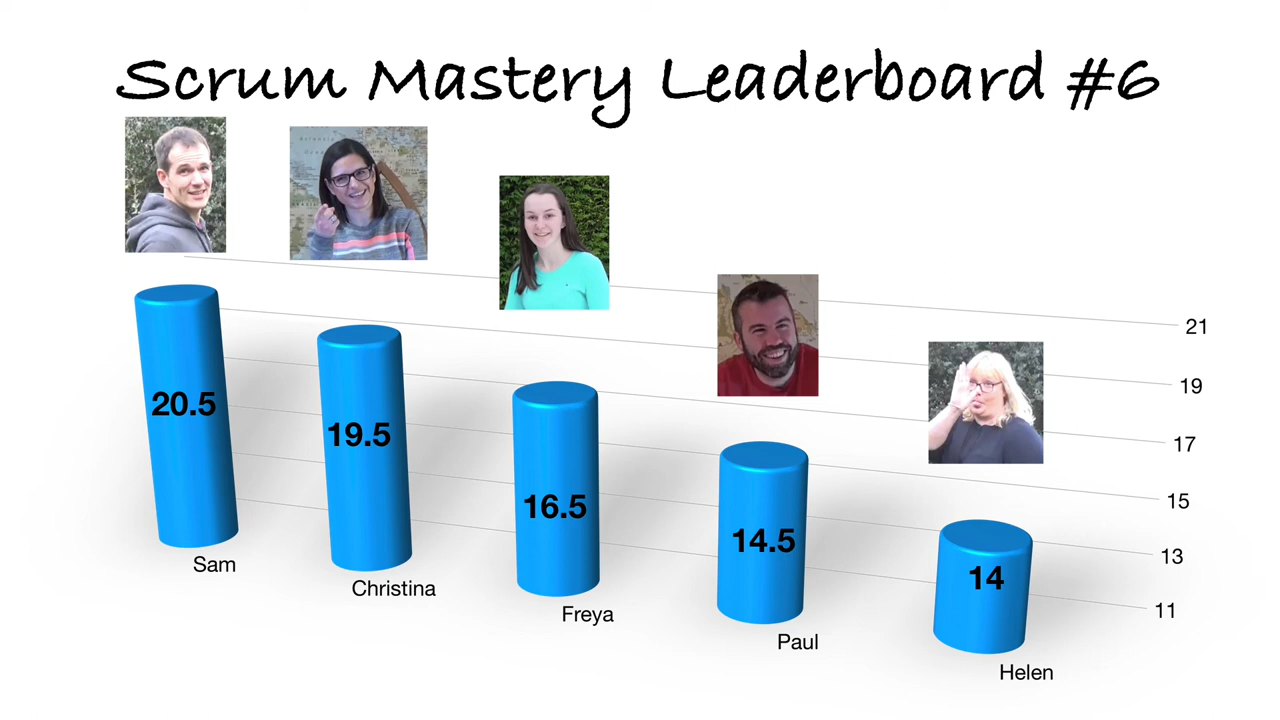 Scrum Mastery Leaderboard #6
21
19
17
15
13
11
20.5
19.5
16.5
14.5
14
Sam
Christina
Freya
Paul
Helen